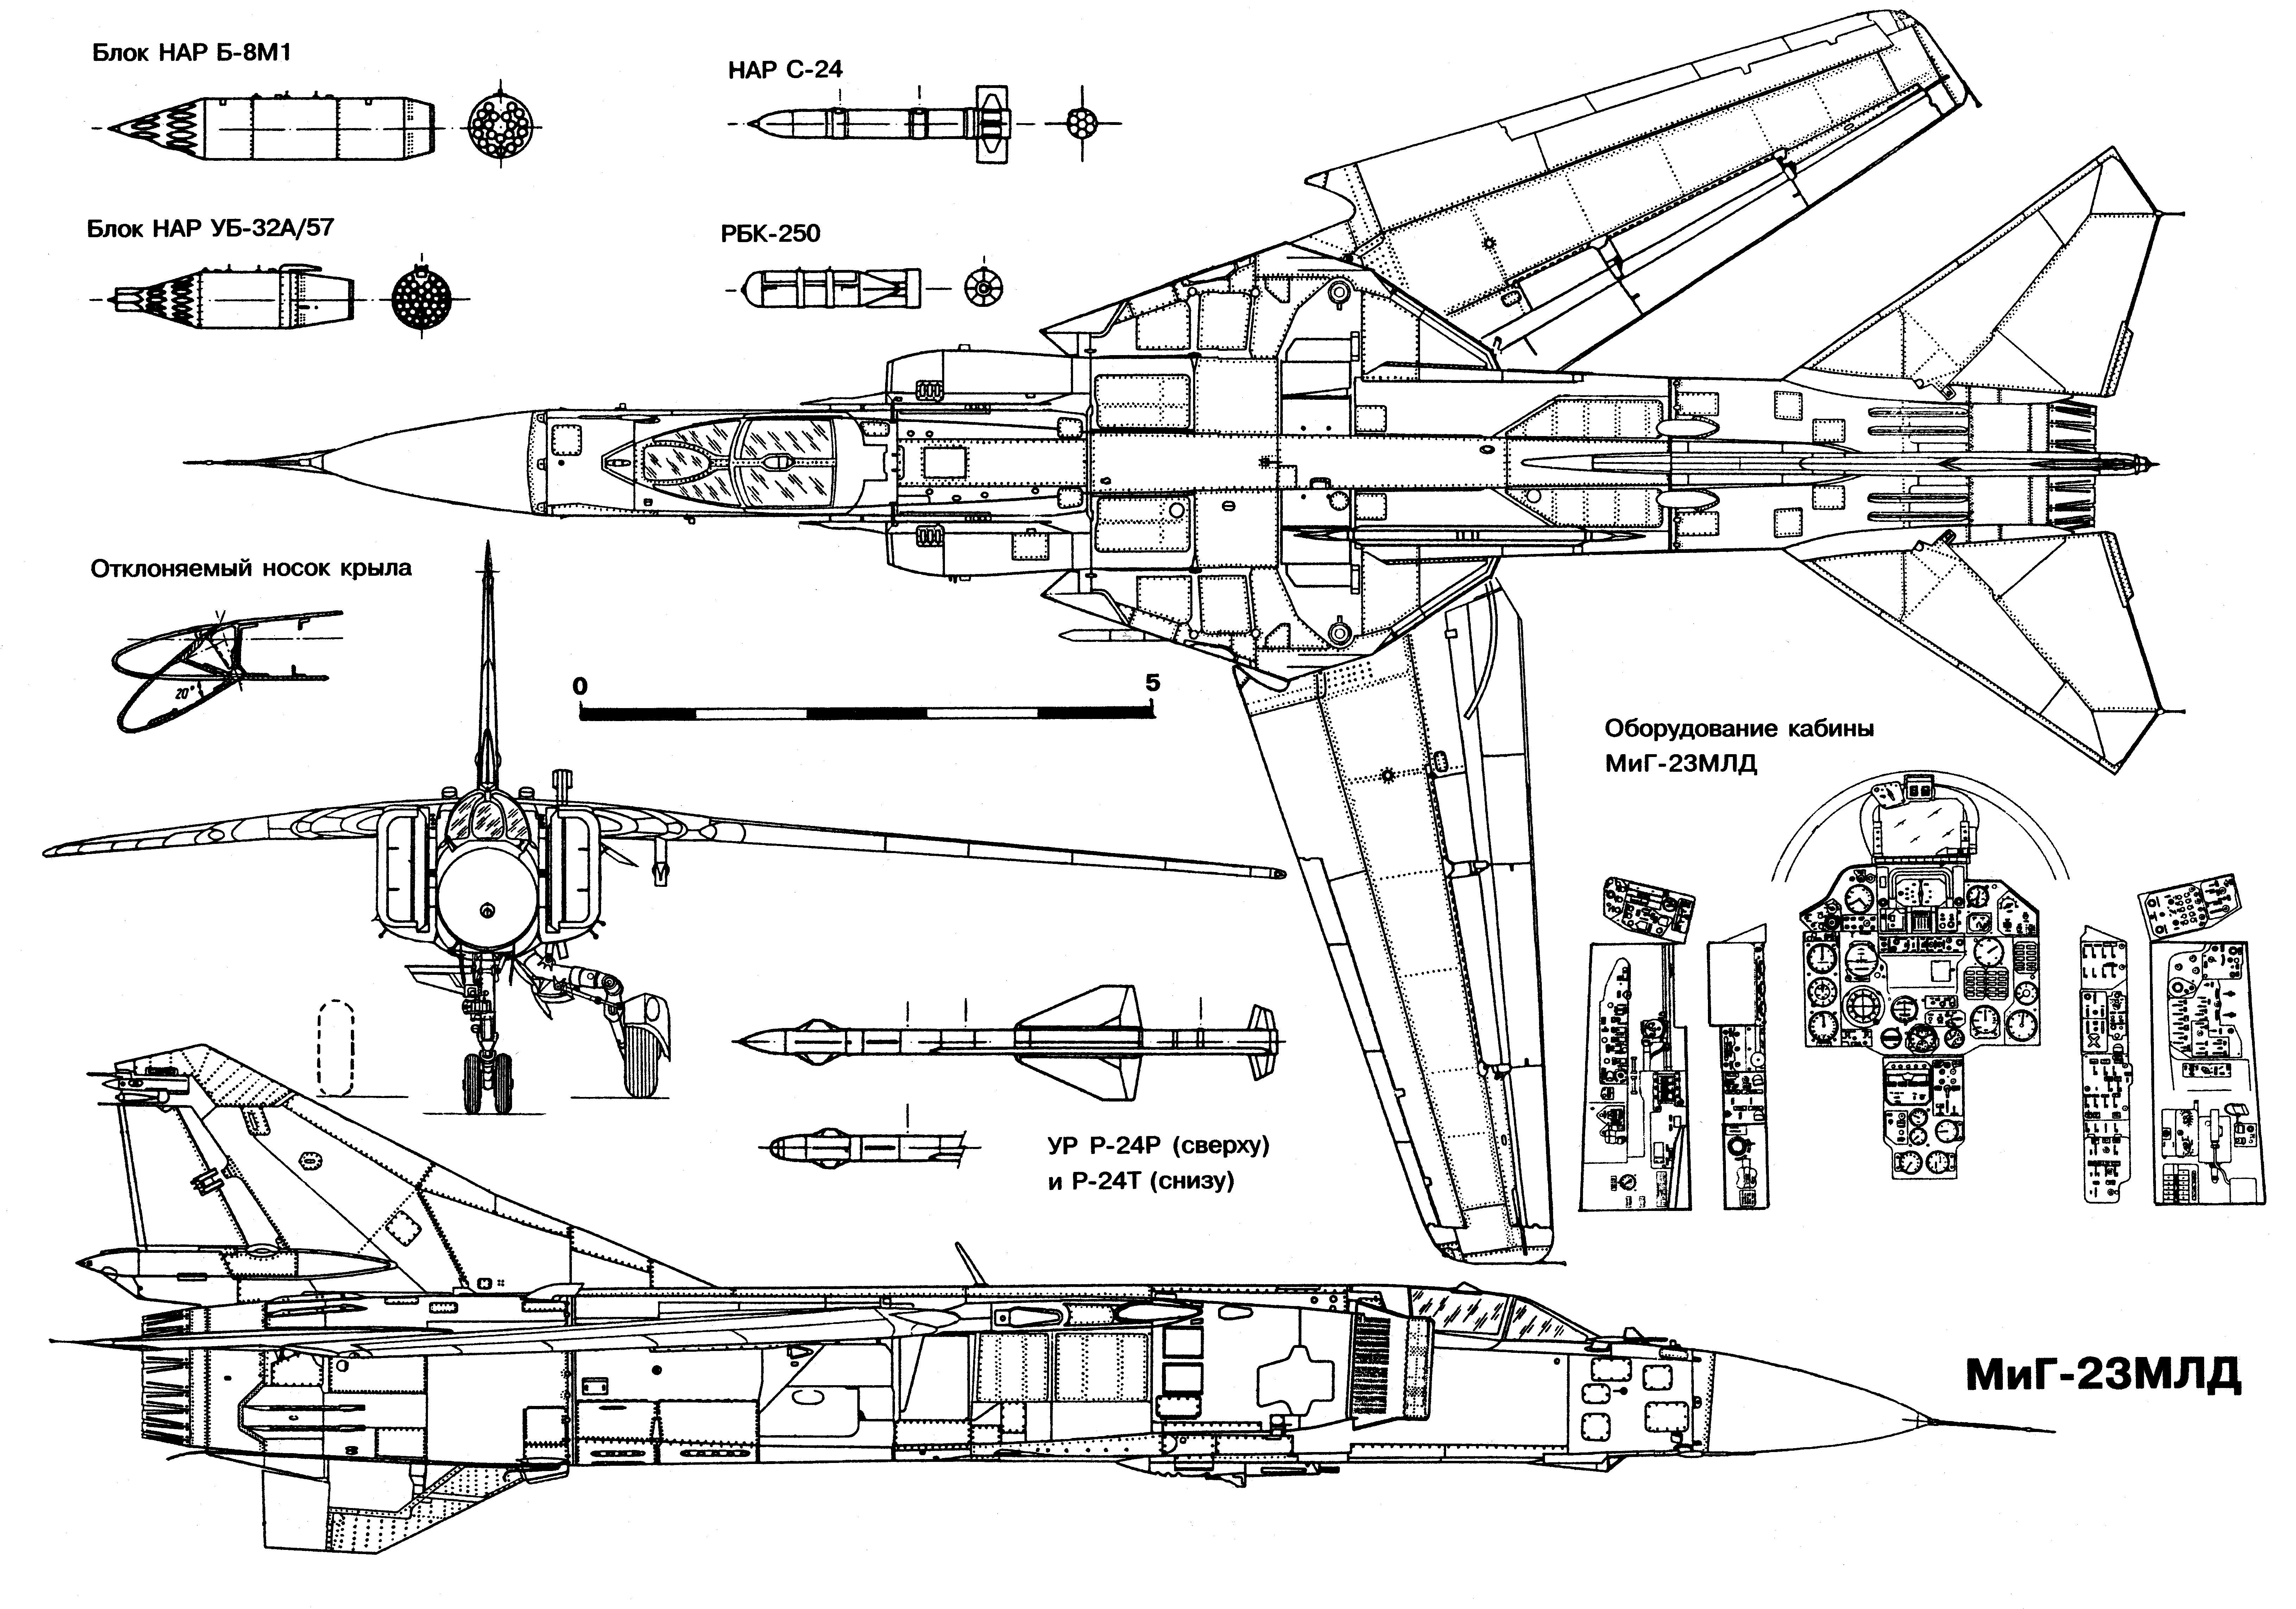 Блок НАР Б-8М1
НАР С-24
Блок НАР УБ-32А/57
РБК-250
Отклоняемый носок крыла
20°
0 5
Оборудование кабины
МиГ-23МЛД
УР Р-24Р (сверху)
и Р-24Т (снизу)
МиГ-23МЛД